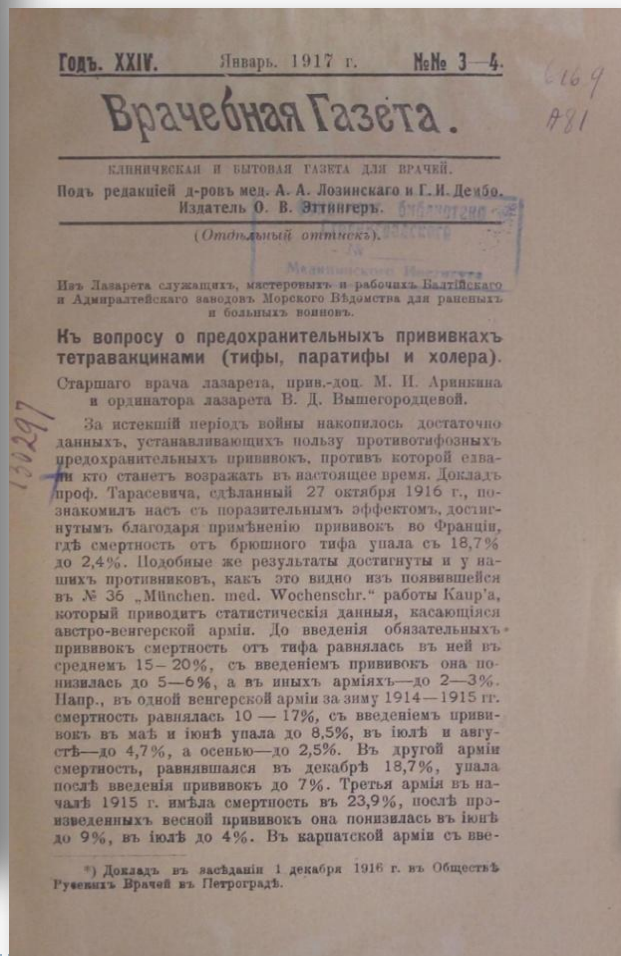 Годъ. XXIV. Январь. 1917 г. №№ 3—4.
Врачебная Газета.
КЛИНИЧЕСКАЯ И БЫТОВАЯ ГАЗЕТА ДЛЯ ВРАЧЕЙ.
Подъ редакціей д-ровъ мед. А. А. Лозинскаго и Г. И. Дембо.
Издатель О. В. Эттингеръ.
(Отдѣльный оттискъ).
Медицинского Института
Изъ Лазарета служащихъ, мастеровыхъ и рабочихъ Балтійскаго
и Адмиралтейскаго заводовъ Морского Вѣдомства для раненыхъ
и больныхъ воиновъ.
Къ вопросу о предохранительныхъ прививкахъ
тетравакцинами (тифы, паратифы и холера).
Старшаго врача лазарета, прив.-доц. М. И. Аринкина
и ординатора лазарета В. Д. Вышегородцевой.
За истекшій періодъ войны накопилось достаточно
данныхъ, устанавливающихъ пользу противотифозныхъ
предохранительныхъ прививокъ, противъ которой едва-
ли кто станетъ возражать въ настоящее время. Докладъ
проф. Тарасевича, сдѣланный 27 октября 1916 г., по-
знакомилъ насъ съ поразительнымъ эффектомъ, достиг-
нутымъ благодаря примѣненію прививокъ во Франціи,
гдѣ смертность отъ брюшного тифа упала съ 18,7%
до 2,4%. Подобные же результаты достигнуты и у на-
шихъ противниковъ, какъ это видно изъ появившейся
въ № 36 „München. med. Wochenschr.“ работы Kaup'a,
который приводитъ статистическія данныя, касающіяся
австро-венгерской арміи. До введенія обязательныхъ
прививокъ смертность отъ тифа равнялась въ ней въ
среднемъ 15—20%, съ введеніемъ прививокъ она по-
низилась до 5—6%, а въ иныхъ арміяхъ—до 2—3%.
Напр., въ одной венгерской арміи за зиму 1914—1915 гг.
смертность равнялась 10 — 17%, съ введеніемъ приви-
вокъ въ маѣ и іюнѣ упала до 8,5%, въ іюлѣ и авгу-
стѣ—до 4,7%, а осенью—до 2,5%. Въ другой арміи
смертность, равнявшаяся въ декабрѣ 18,7%, упала
послѣ введенія прививокъ до 7%. Третья армія въ на-
чалѣ 1915 г. имѣла смертность въ 23,9%, послѣ про-
изведенныхъ весной прививокъ она понизилась въ іюнѣ
до 9%, въ іюлѣ до 4%. Въ карпатской арміи съ вве-
*) Докладъ въ засѣданіи 1 декабря 1916 г. въ Обществѣ
Русскихъ Врачей въ Петроградѣ.
130297
А81